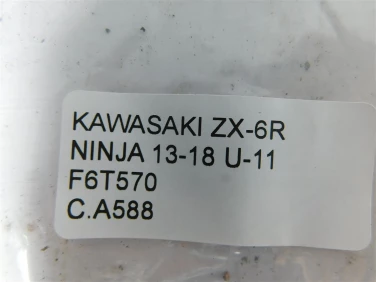 KAWASAKI ZX-6R
NINJA 13-18 U-11
F6T570
C.A588